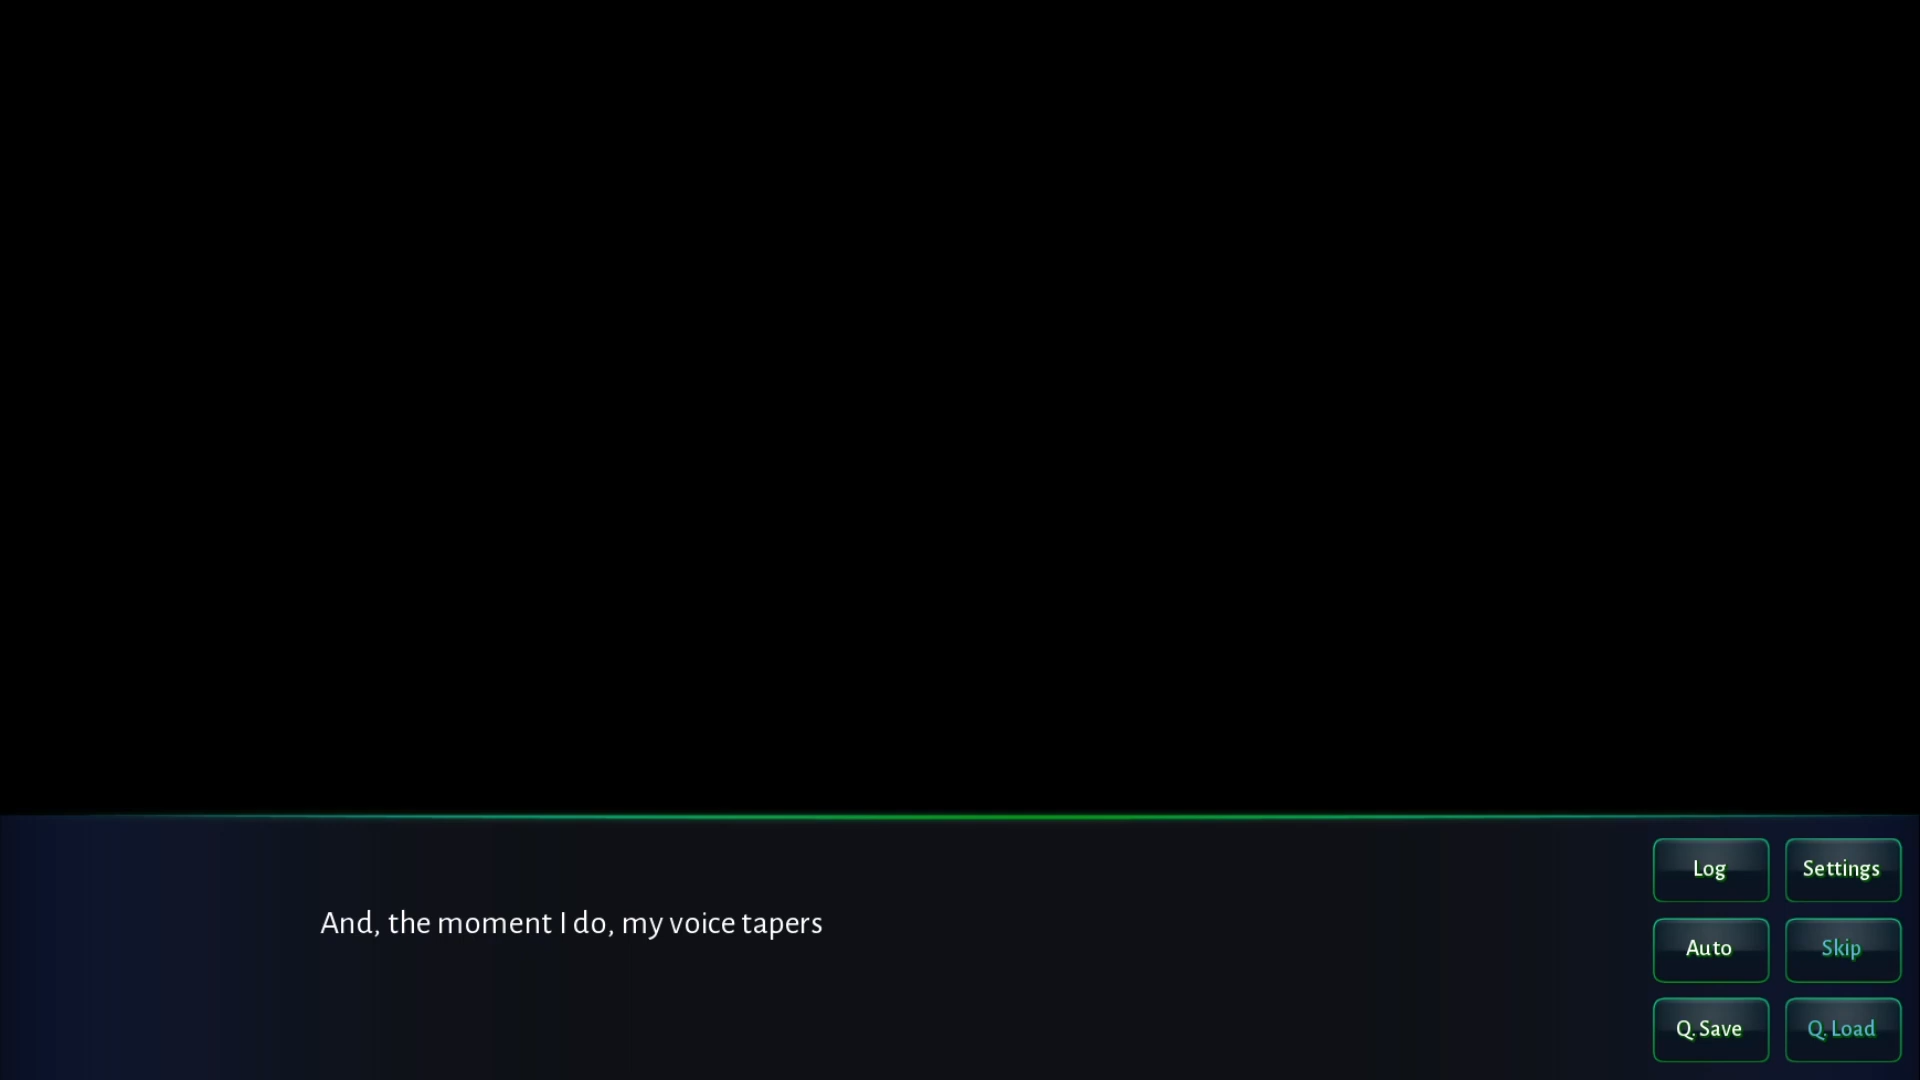 And, the moment I do, my voice tapers
Log
Settings
Auto
Skip
Q. Save
Q. Load